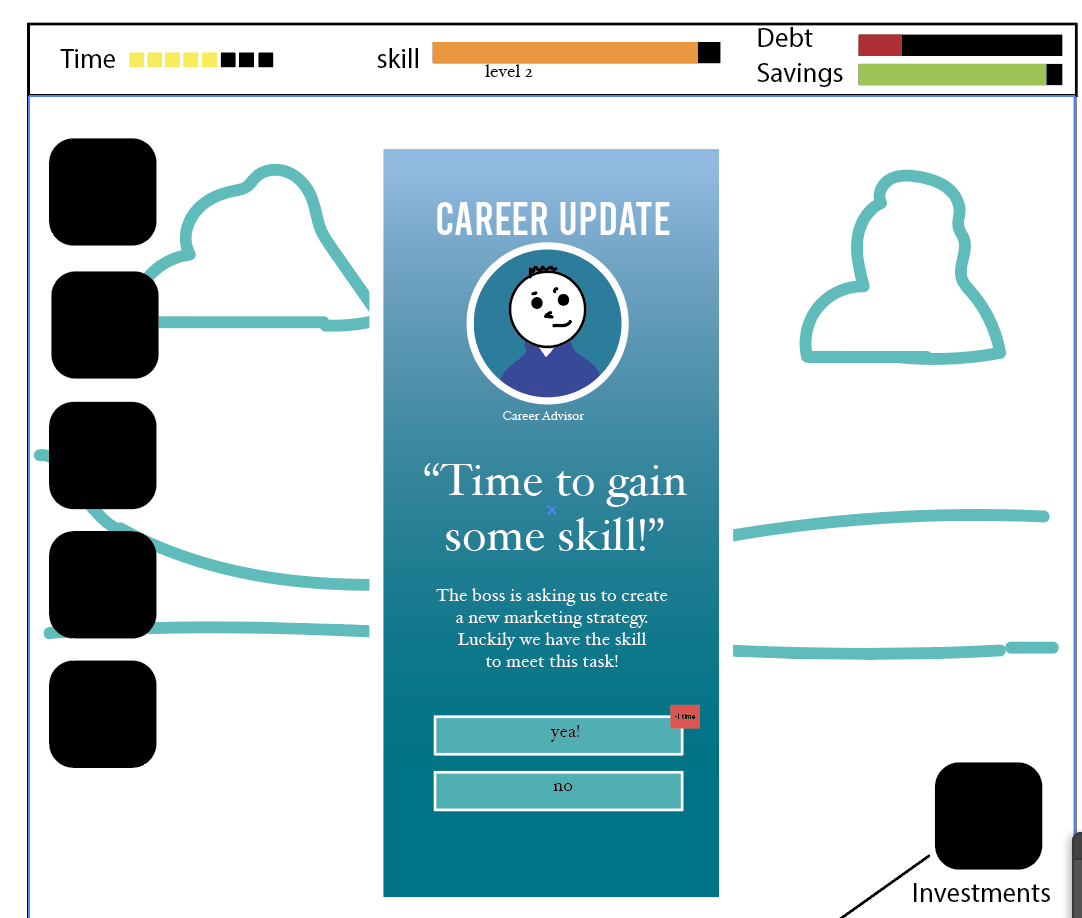 Time
skill
level 2
Debt
Savings
CAREER UPDATE
Career Advisor
“Time to gain
some skill!”
The boss is asking us to create
a new marketing strategy.
Luckily we have the skill
to meet this task!
-1 time
yea!
no
Investments